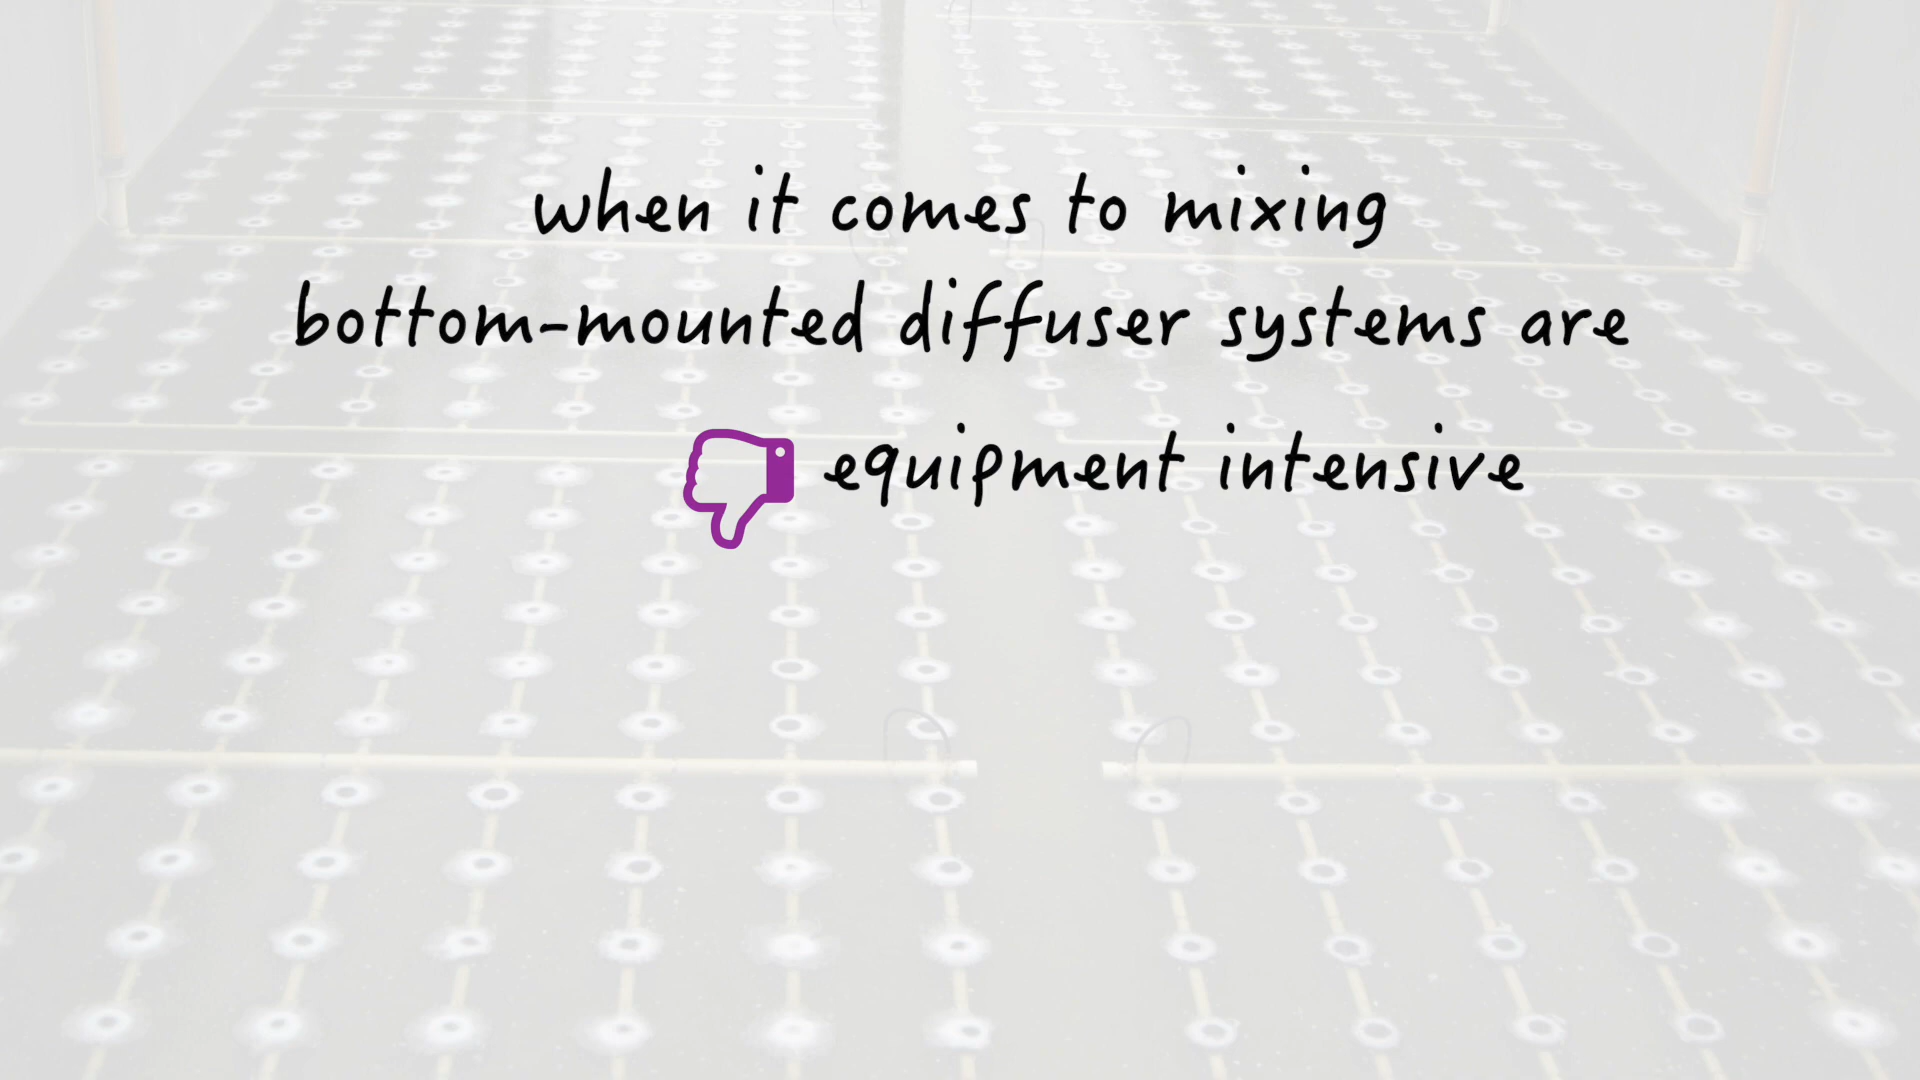 when it comes to mixing
bottom-mounted diffuser systems are
equipment intensive